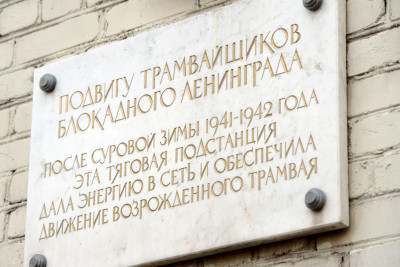 ПОДВИГУ ТРАМВАЙЩИКОВ
БЛОКАДНОГО ЛЕНИНГРАДА
ПОСЛЕ СУРОВОЙ ЗИМЫ 1941-1942 ГОДА
ЭТА ТЯГОВАЯ ПОДСТАНЦИЯ
ДАЛА ЭНЕРГИЮ В СЕТЬ И ОБЕСПЕЧИЛА
ДВИЖЕНИЕ ВОЗРОЖДЕННОГО ТРАМВАЯ